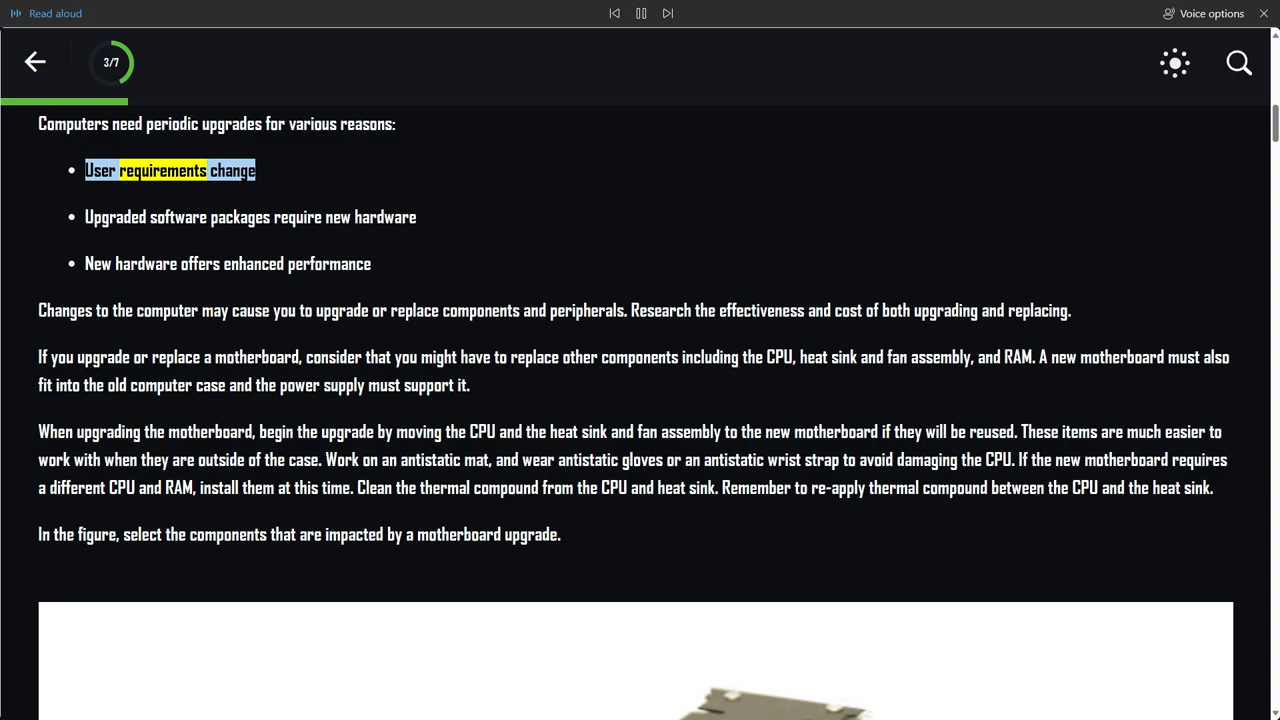 Read aloud
Voice options
3/7
Computers need periodic upgrades for various reasons:
• User requirements change
• Upgraded software packages require new hardware
• New hardware offers enhanced performance
Changes to the computer may cause you to upgrade or replace components and peripherals. Research the effectiveness and cost of both upgrading and replacing.
If you upgrade or replace a motherboard, consider that you might have to replace other components including the CPU, heat sink and fan assembly, and RAM. A new motherboard must also
fit into the old computer case and the power supply must support it.
When upgrading the motherboard, begin the upgrade by moving the CPU and the heat sink and fan assembly to the new motherboard if they will be reused. These items are much easier to
work with when they are outside of the case. Work on an antistatic mat, and wear antistatic gloves or an antistatic wrist strap to avoid damaging the CPU. If the new motherboard requires
a different CPU and RAM, install them at this time. Clean the thermal compound from the CPU and heat sink. Remember to re-apply thermal compound between the CPU and the heat sink.
In the figure, select the components that are impacted by a motherboard upgrade.